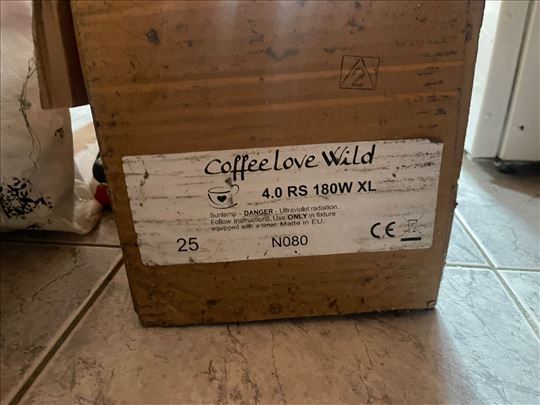 2
Coffee Love Wild
4.0 RS 180W XL
Sunlamp - DANGER - Ultraviolet radiation.
Follow instructions. Use ONLY in fixture
equipped with a timer. Made in EU.
25 N080 CE